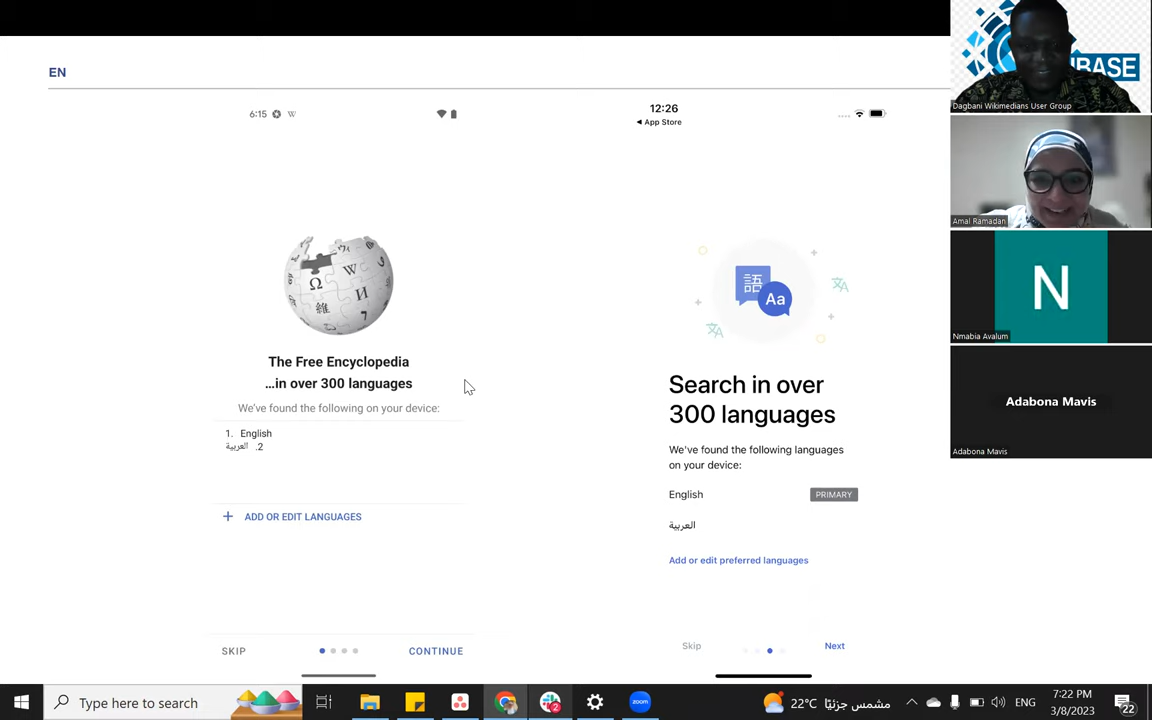 EN
6:15
W
12:26
App Store
The Free Encyclopedia
...in over 300 languages
We've found the following on your device:
1. English
2. العربية
+ ADD OR EDIT LANGUAGES
SKIP
CONTINUE
語
Aa
Search in over
300 languages
We've found the following languages
on your device:
English
PRIMARY
العربية
Add or edit preferred languages
Skip
Next
BASE
Dagbani Wikimedians User Group
Amal Ramadan
N
Nmabia Avalum
Adabona Mavis
Adabona Mavis
Type here to search
2
zoom
22°C مشمس جزئيًا
ENG
7:22 PM
3/8/2023
22